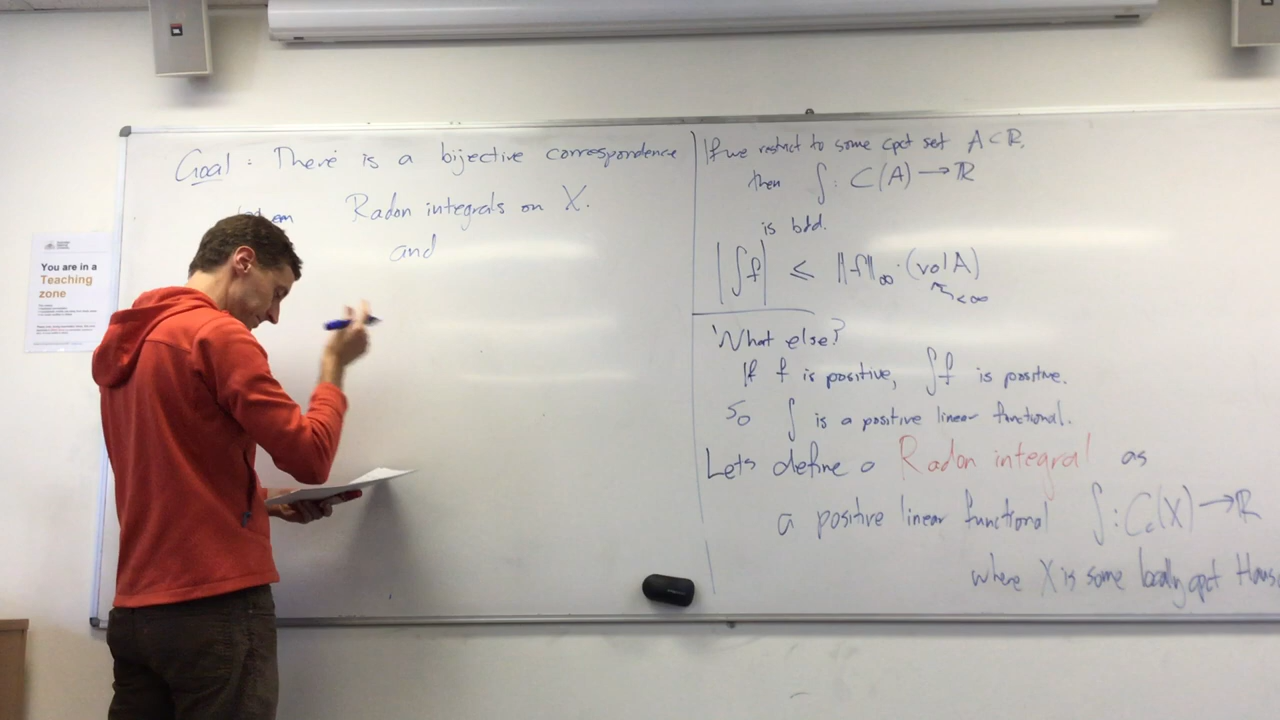 Goal : There is a bijective correspondence
Radon integrals on X.
and
If we restrict to some cpct set A ⊂ ℝ,
then ∫ : C(A) → ℝ
is bdd.
|∫f| ≤ ‖f‖∞ · (vol A)
< ∞
What else?
If f is positive, ∫f is positive.
So ∫ is a positive linear functional.
Lets define a Radon integral as
a positive linear functional ∫ : C_c(X) → ℝ
where X is some locally cpct Haus
You are in a
Teaching
zone
JBL